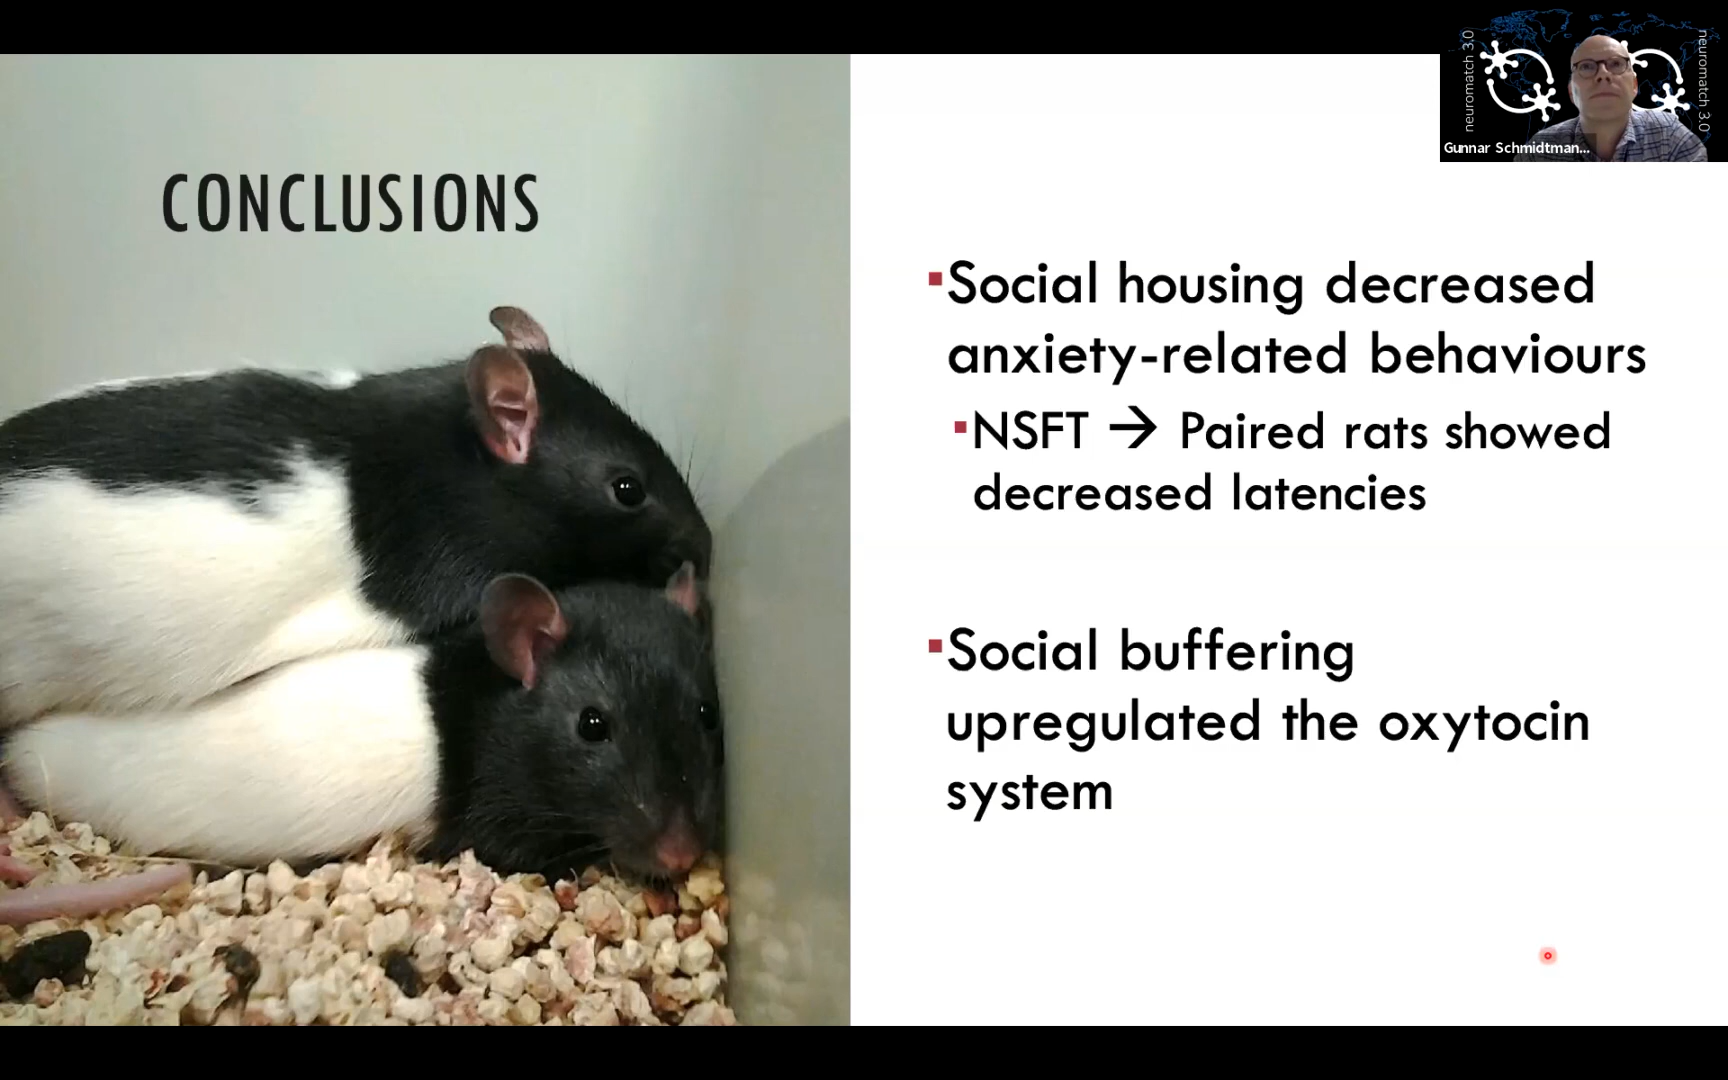 CONCLUSIONS
▪Social housing decreased
anxiety-related behaviours
▪NSFT → Paired rats showed
decreased latencies
▪Social buffering
upregulated the oxytocin
system
neuromatch 3.0
neuromatch 3.0
Gunnar Schmidtman...